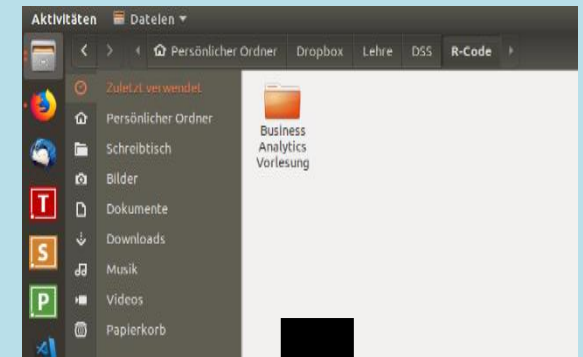 Aktivitäten Dateien
Persönlicher Ordner Dropbox Lehre DSS R-Code
Zuletzt verwendet
Persönlicher Ordner
Schreibtisch
Bilder
Dokumente
Downloads
Musik
Videos
Papierkorb
Business
Analytics
Vorlesung
T
S
P